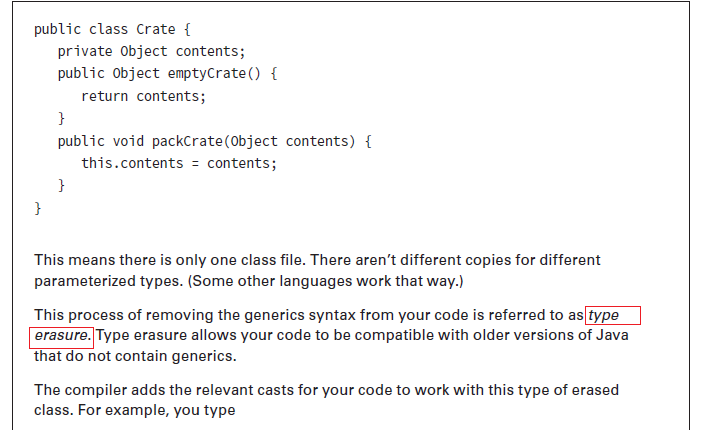 public class Crate {
private Object contents;
public Object emptyCrate() {
return contents;
}
public void packCrate(Object contents) {
this.contents = contents;
}
}
This means there is only one class file. There aren’t different copies for different
parameterized types. (Some other languages work that way.)
This process of removing the generics syntax from your code is referred to as type
erasure. Type erasure allows your code to be compatible with older versions of Java
that do not contain generics.
The compiler adds the relevant casts for your code to work with this type of erased
class. For example, you type